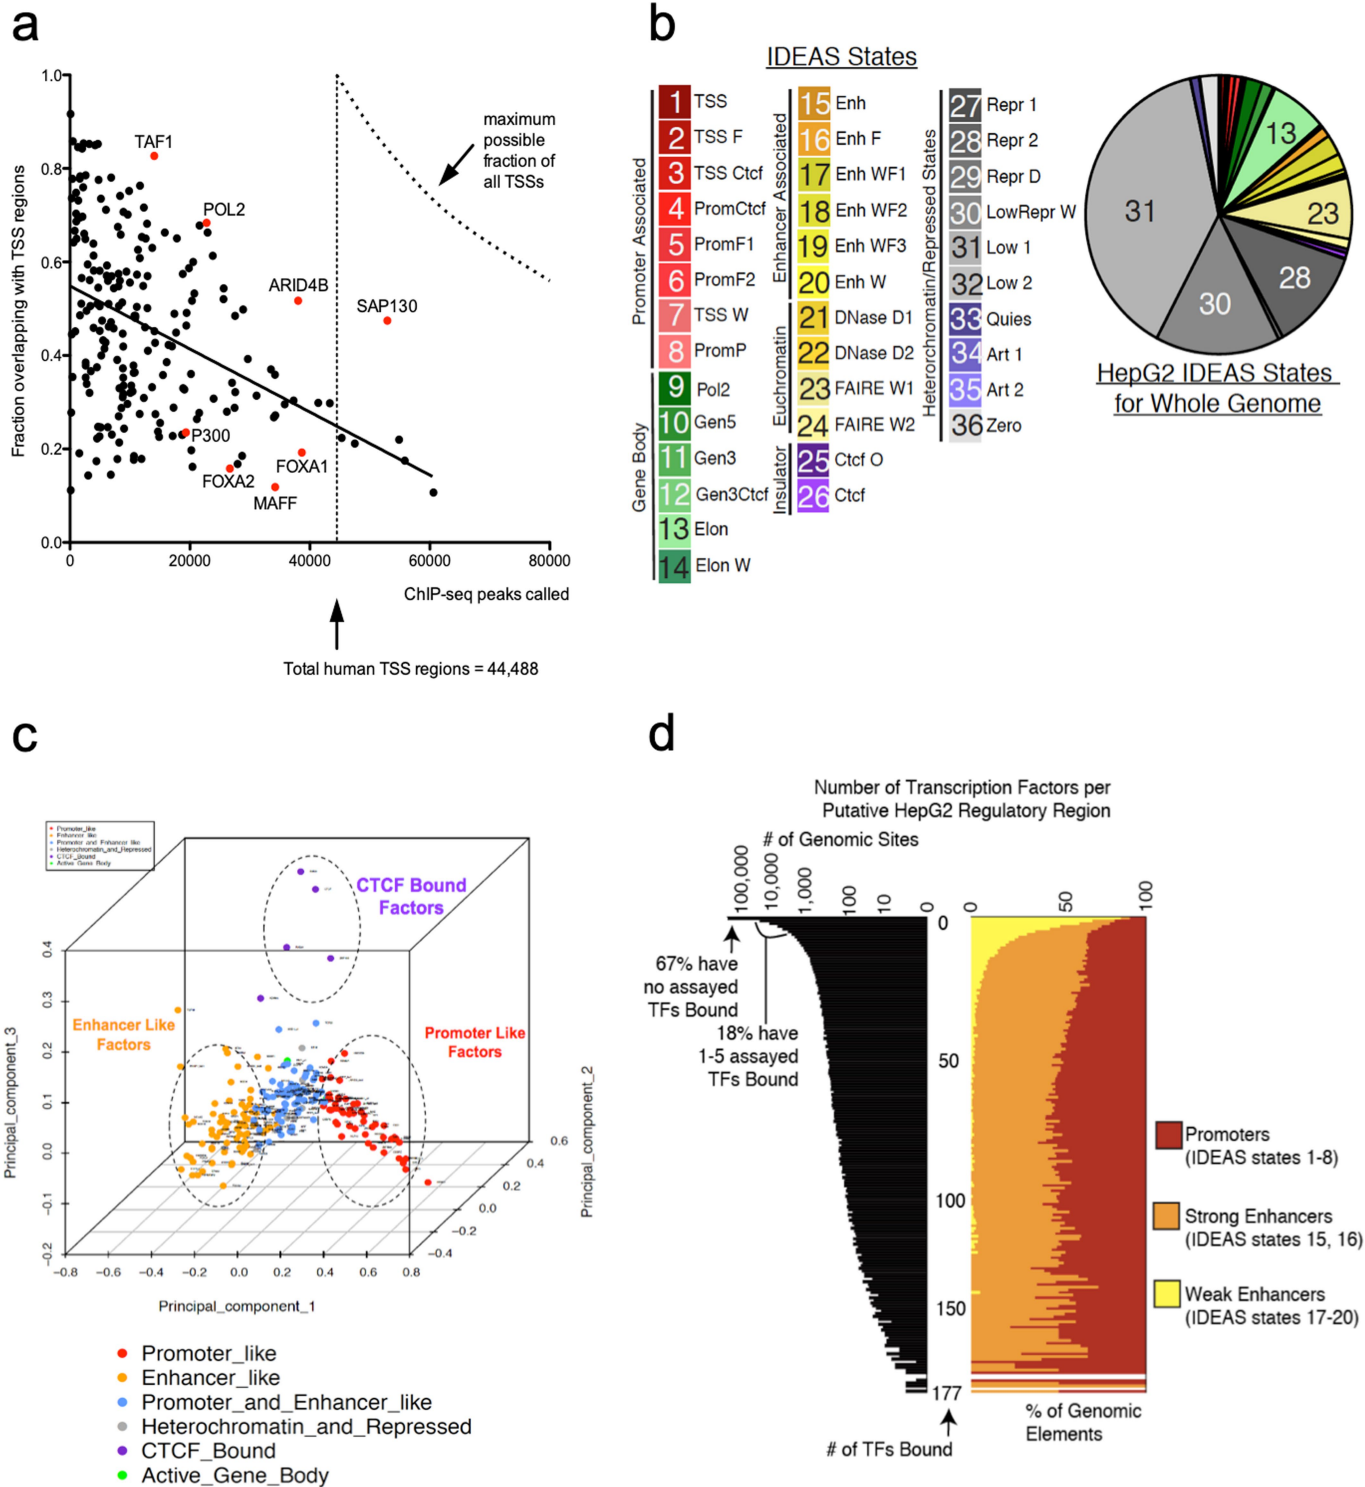 a
1.0
0.8
0.6
0.4
0.2
0.0
Fraction overlapping with TSS regions
TAF1
POL2
ARID4B
SAP130
P300
FOXA2
FOXA1
MAFF
maximum
possible
fraction of
all TSSs
0
20000
40000
60000
80000
ChIP-seq peaks called
Total human TSS regions = 44,488
b
IDEAS States
Promoter Associated
1 TSS
2 TSS F
3 TSS Ctcf
4 PromCtcf
5 PromF1
6 PromF2
7 TSS W
8 PromP
Gene Body
9 Pol2
10 Gen5
11 Gen3
12 Gen3Ctcf
13 Elon
14 Elon W
Enhancer Associated
15 Enh
16 Enh F
17 Enh WF1
18 Enh WF2
19 Enh WF3
20 Enh W
Euchromatin
21 DNase D1
22 DNase D2
23 FAIRE W1
24 FAIRE W2
Insulator
25 Ctcf O
26 Ctcf
Heterochromatin/Repressed States
27 Repr 1
28 Repr 2
29 Repr D
30 LowRepr W
31 Low 1
32 Low 2
33 Quies
34 Art 1
35 Art 2
36 Zero
13
23
28
30
31
HepG2 IDEAS States
for Whole Genome
c
Promoter_like
Enhancer_like
Promoter_and_Enhancer_like
Heterochromatin_and_Repressed
CTCF_Bound
Active_Gene_Body
CTCF Bound
Factors
Enhancer Like
Factors
Promoter Like
Factors
Principal_component_3
0.4
0.3
0.2
0.1
0.0
−0.1
−0.2
−0.8
−0.6
−0.4
−0.2
0.0
0.2
0.4
0.6
0.8
Principal_component_1
−0.4
−0.2
0.0
0.2
0.4
0.6
Principal_component_2
Promoter_like
Enhancer_like
Promoter_and_Enhancer_like
Heterochromatin_and_Repressed
CTCF_Bound
Active_Gene_Body
d
Number of Transcription Factors per
Putative HepG2 Regulatory Region
# of Genomic Sites
100,000
10,000
1,000
100
10
0
0
50
100
67% have
no assayed
TFs Bound
18% have
1-5 assayed
TFs Bound
0
50
100
150
177
# of TFs Bound
% of Genomic
Elements
Promoters
(IDEAS states 1-8)
Strong Enhancers
(IDEAS states 15, 16)
Weak Enhancers
(IDEAS states 17-20)